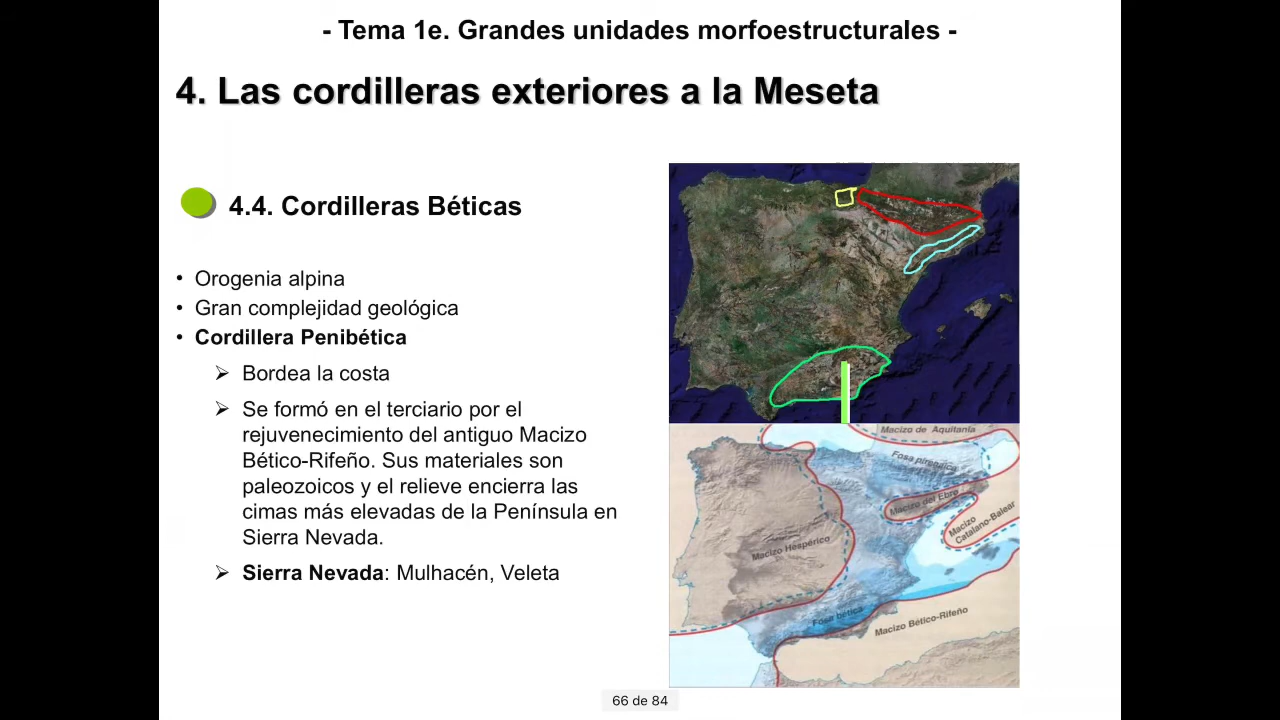 - Tema 1e. Grandes unidades morfoestructurales -
4. Las cordilleras exteriores a la Meseta
4.4. Cordilleras Béticas
• Orogenia alpina
• Gran complejidad geológica
• Cordillera Penibética
➢ Bordea la costa
➢ Se formó en el terciario por el
rejuvenecimiento del antiguo Macizo
Bético-Rifeño. Sus materiales son
paleozoicos y el relieve encierra las
cimas más elevadas de la Península en
Sierra Nevada.
➢ Sierra Nevada: Mulhacén, Veleta
Macizo de Aquitania
Fosa pirenaica
Macizo del Ebro
Macizo
Catalano-Balear
Macizo Hespérico
Fosa bética
Macizo Bético-Rifeño
66 de 84